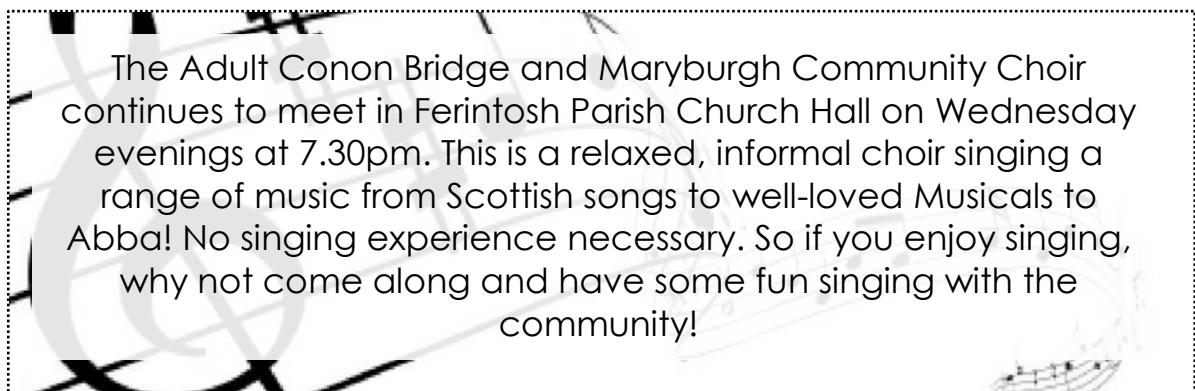 The Adult Conon Bridge and Maryburgh Community Choir
continues to meet in Ferintosh Parish Church Hall on Wednesday
evenings at 7.30pm. This is a relaxed, informal choir singing a
range of music from Scottish songs to well-loved Musicals to
Abba! No singing experience necessary. So if you enjoy singing,
why not come along and have some fun singing with the
community!